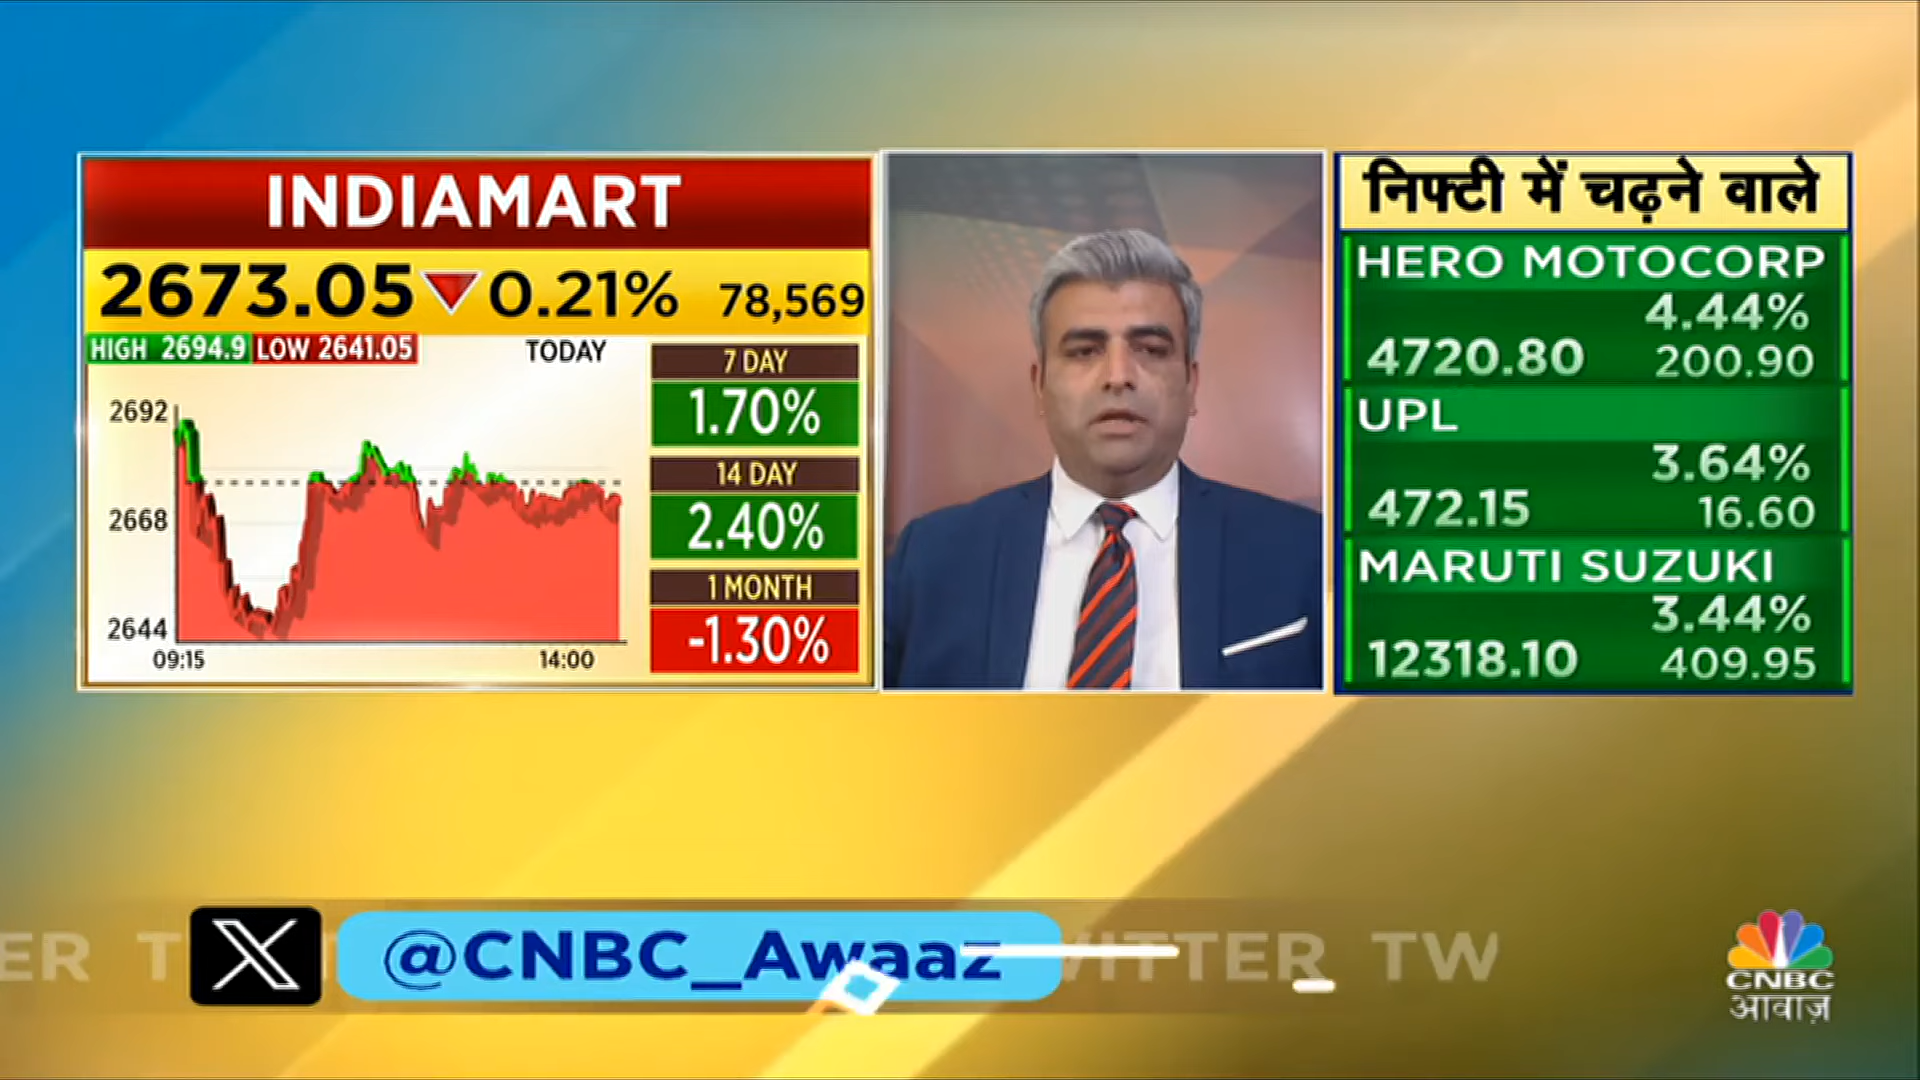 INDIAMART
2673.05 0.21% 78,569
HIGH 2694.9 LOW 2641.05 TODAY
2692
2668
2644
09:15 14:00
7 DAY
1.70%
14 DAY
2.40%
1 MONTH
-1.30%
निफ्टी में चढ़ने वाले
HERO MOTOCORP
4.44%
4720.80 200.90
UPL
3.64%
472.15 16.60
MARUTI SUZUKI
3.44%
12318.10 409.95
ER T X @CNBC_Awaaz WITTER TW
CNBC
आवाज़